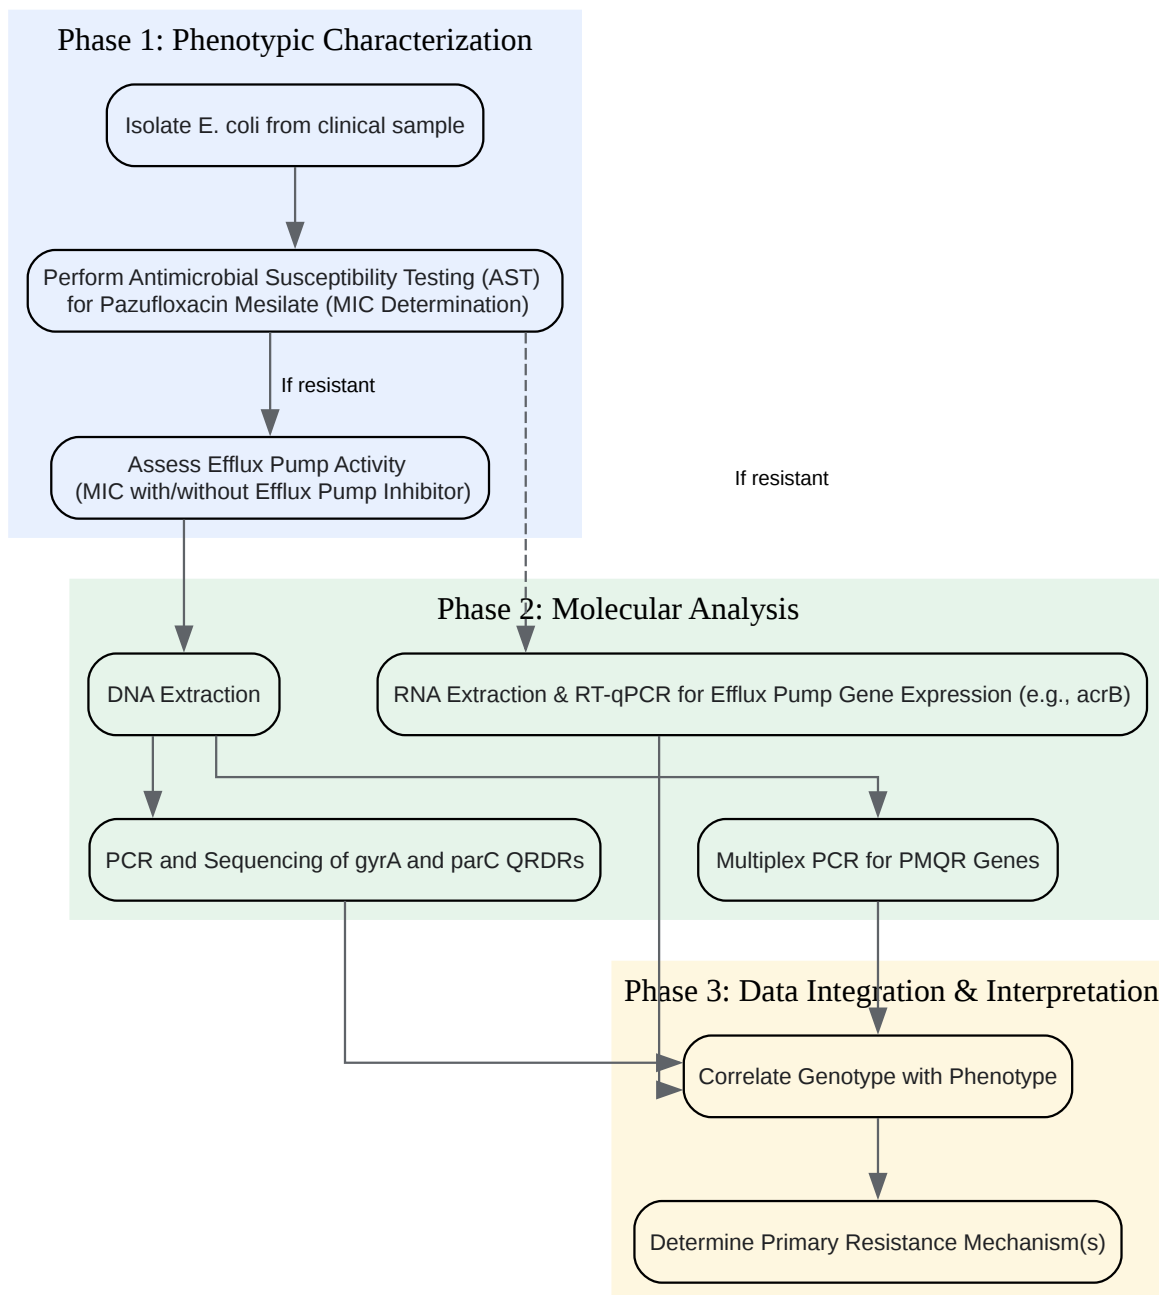 Phase 1: Phenotypic Characterization
Isolate E. coli from clinical sample
Perform Antimicrobial Susceptibility Testing (AST)
for Pazufloxacin Mesilate (MIC Determination)
If resistant
Assess Efflux Pump Activity
(MIC with/without Efflux Pump Inhibitor)
If resistant
Phase 2: Molecular Analysis
DNA Extraction
RNA Extraction & RT-qPCR for Efflux Pump Gene Expression (e.g., acrB)
PCR and Sequencing of gyrA and parC QRDRs
Multiplex PCR for PMQR Genes
Phase 3: Data Integration & Interpretation
Correlate Genotype with Phenotype
Determine Primary Resistance Mechanism(s)